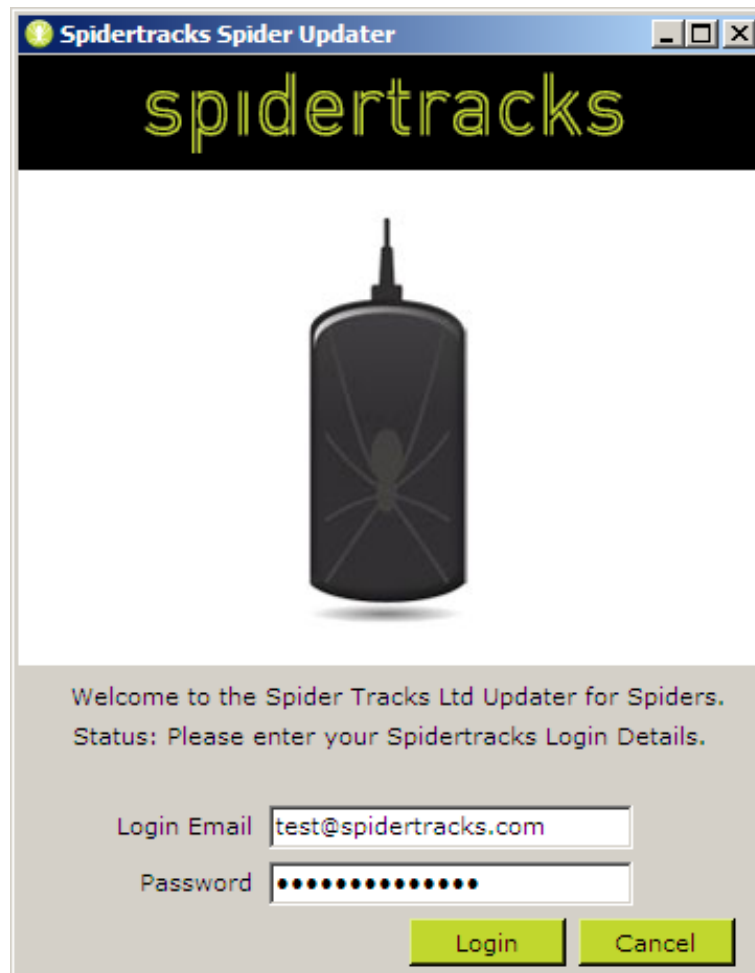 Spidertracks Spider Updater
spidertracks
Welcome to the Spider Tracks Ltd Updater for Spiders.
Status: Please enter your Spidertracks Login Details.
Login Email test@spidertracks.com
Password ••••••••••••••
Login Cancel